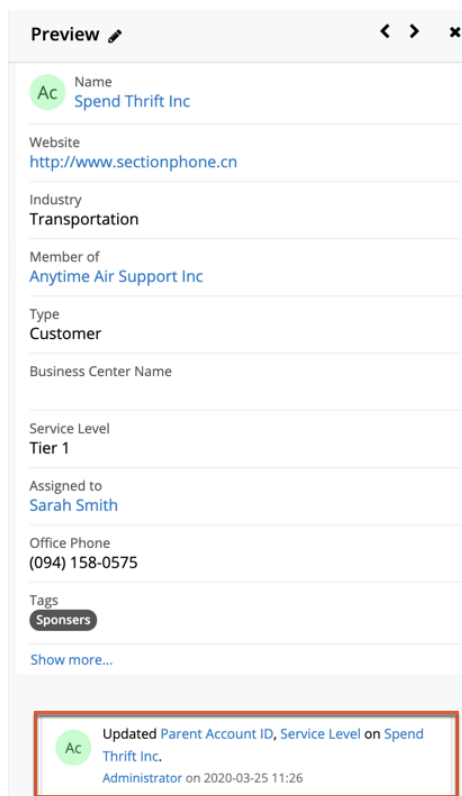 Preview
Ac
Name
Spend Thrift Inc
Website
http://www.sectionphone.cn
Industry
Transportation
Member of
Anytime Air Support Inc
Type
Customer
Business Center Name
Service Level
Tier 1
Assigned to
Sarah Smith
Office Phone
(094) 158-0575
Tags
Sponsers
Show more...
Ac
Updated Parent Account ID, Service Level on Spend
Thrift Inc.
Administrator on 2020-03-25 11:26